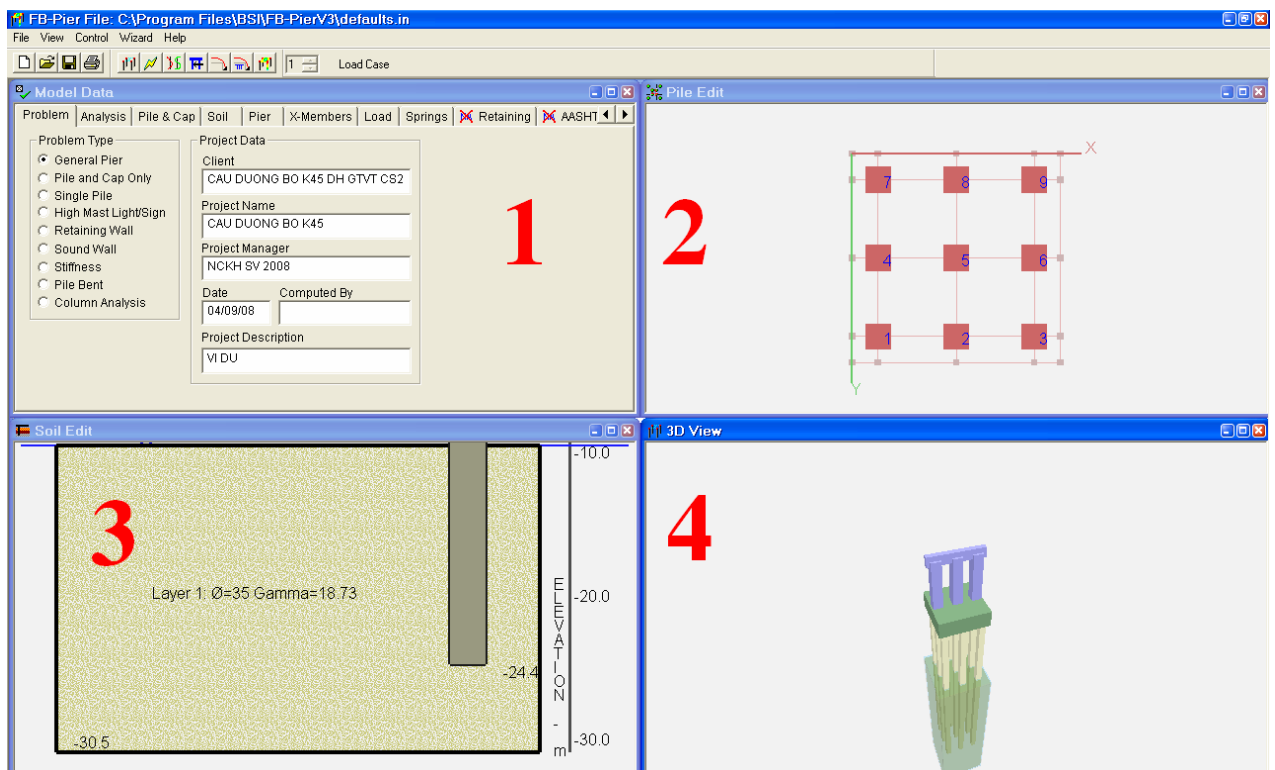 FB-Pier File: C:\Program Files\BSI\FB-PierV3\defaults.in
File View Control Wizard Help
1 Load Case
Model Data
Problem Analysis Pile & Cap Soil Pier X-Members Load Springs Retaining AASHT
Problem Type
General Pier
Pile and Cap Only
Single Pile
High Mast Light/Sign
Retaining Wall
Sound Wall
Stiffness
Pile Bent
Column Analysis
Project Data
Client
CAU DUONG BO K45 DH GTVT CS2
Project Name
CAU DUONG BO K45
Project Manager
NCKH SV 2008
Date Computed By
04/09/08
Project Description
VI DU
1
Pile Edit
X
7 8 9
4 5 6
1 2 3
Y
2
Soil Edit
-10.0
Layer 1: Ø=35 Gamma=18.73
-20.0
-24.4
-30.5
-30.0
ELEVATION - m
3
3D View
4